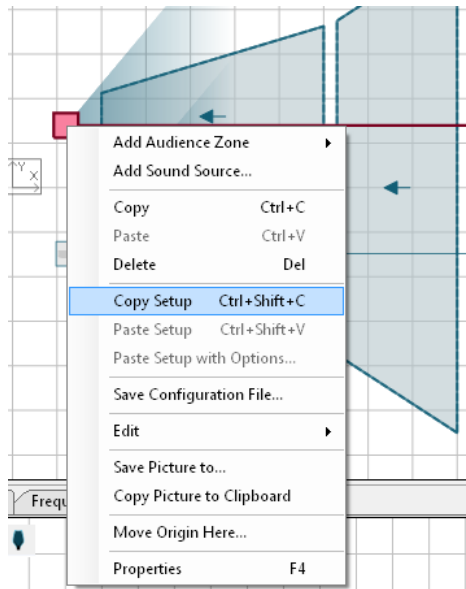 Add Audience Zone
Add Sound Source...
Y
X
Copy Ctrl+C
Paste Ctrl+V
Delete Del
Copy Setup Ctrl+Shift+C
Paste Setup Ctrl+Shift+V
Paste Setup with Options...
Save Configuration File...
Edit
Save Picture to...
Frequ
Copy Picture to Clipboard
Move Origin Here...
Properties F4